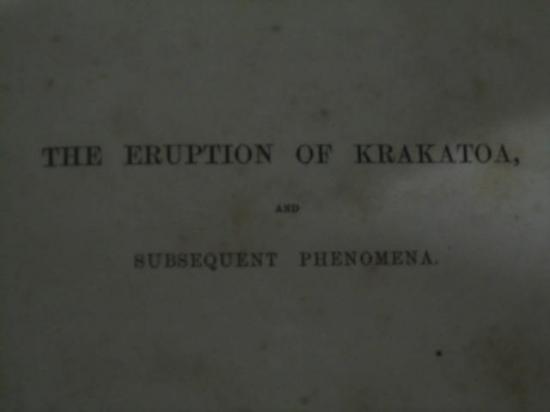 THE ERUPTION OF KRAKATOA,
AND
SUBSEQUENT PHENOMENA.